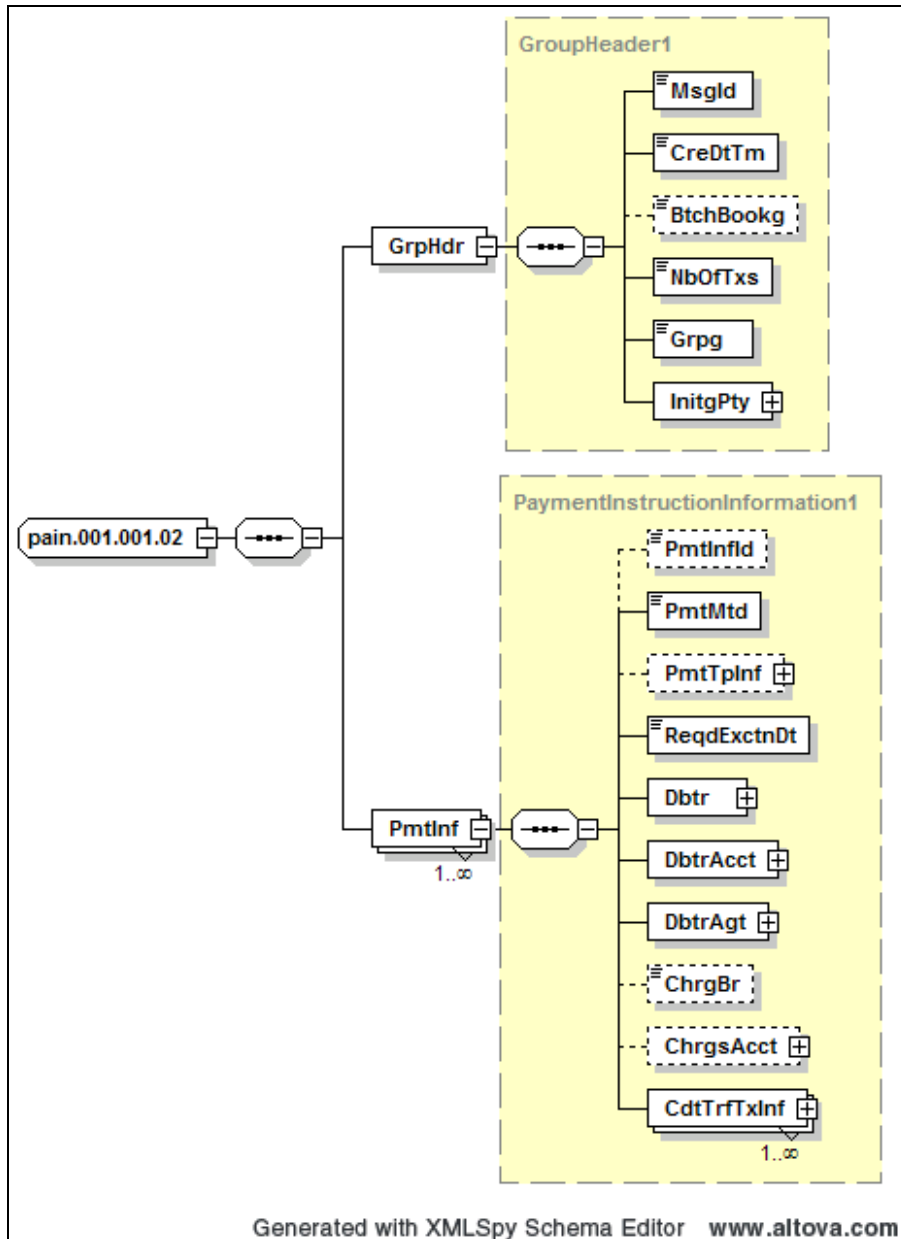 GroupHeader1
MsgId
CreDtTm
BtchBookg
GrpHdr
NbOfTxs
Grpg
InitgPty
PaymentInstructionInformation1
pain.001.001.02
PmtInfId
PmtMtd
PmtTpInf
ReqdExctnDt
Dbtr
PmtInf
1..∞
DbtrAcct
DbtrAgt
ChrgBr
ChrgsAcct
CdtTrfTxInf
1..∞
Generated with XMLSpy Schema Editor www.altova.com